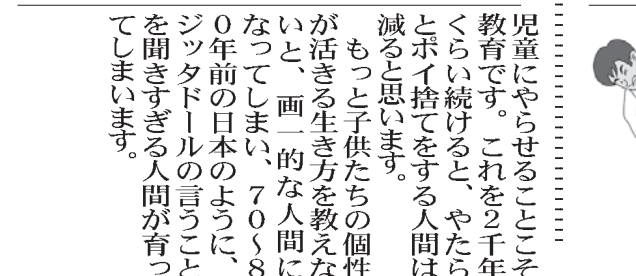 児童にやらせることこそ
教育です。これを2千年
くらい続けると、やたら
とポイ捨てをする人間は
減ると思います。
もっと子供たちの個性
が活きる生き方を教えな
いと、画一的な人間に
なってしまい、70〜8
0年前の日本のように、
ジッタドールの言うこと
を聞きすぎる人間が育っ
てしまいます。